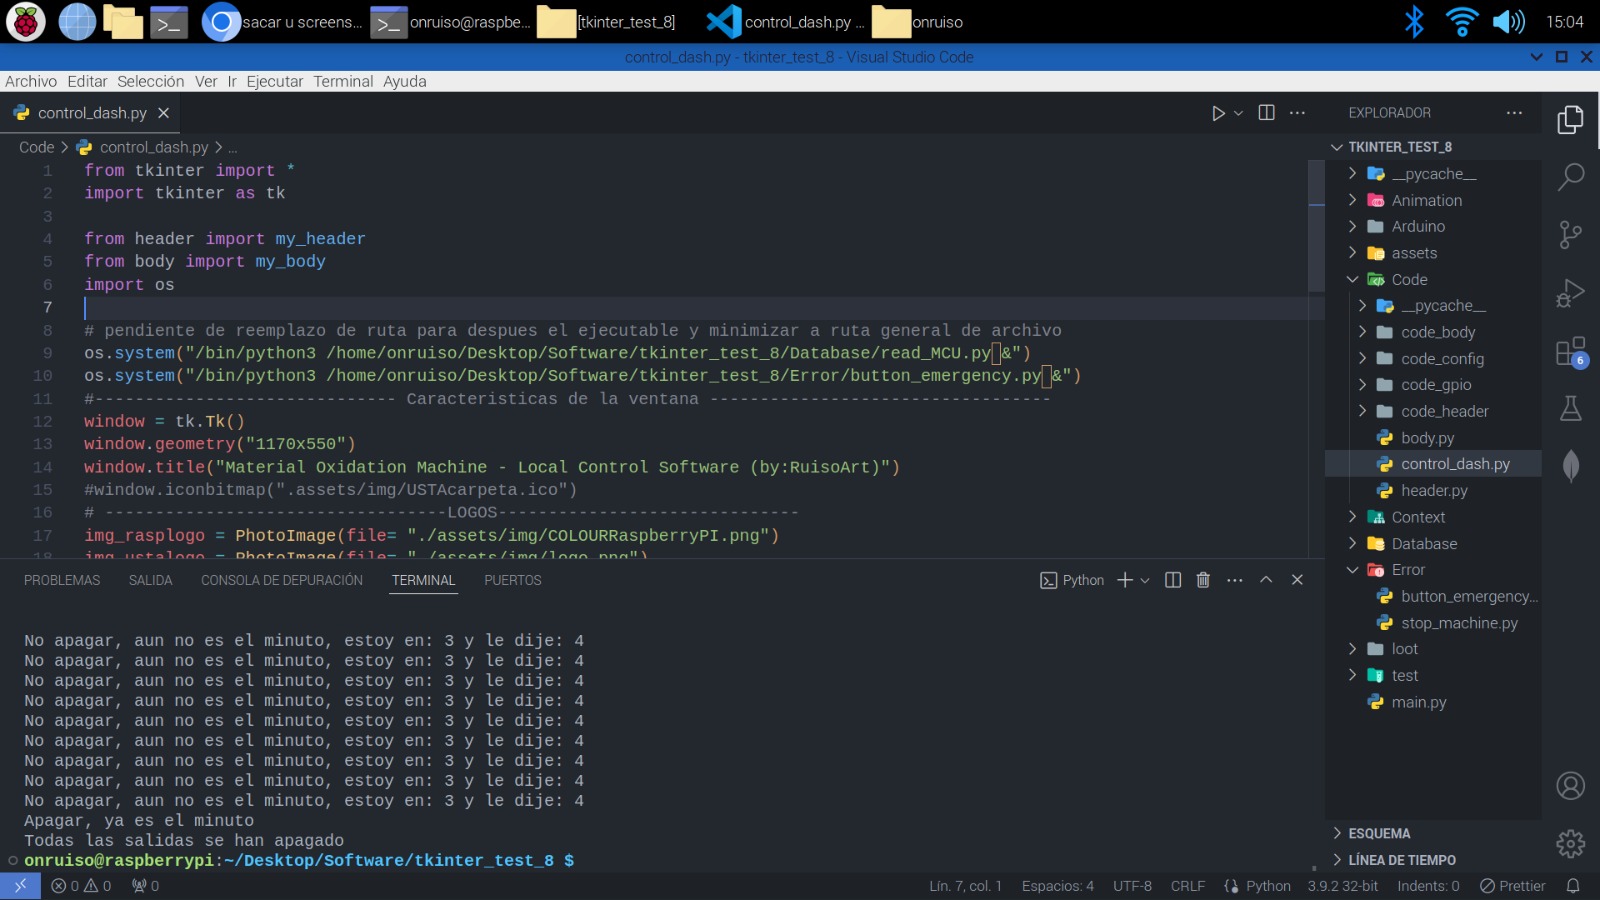 sacar u screens...
onruiso@raspbe...
[tkinter_test_8]
control_dash.py ...
onruiso
15:04
control_dash.py - tkinter_test_8 - Visual Studio Code
Archivo Editar Selección Ver Ir Ejecutar Terminal Ayuda
control_dash.py
Code > control_dash.py > ...
1 from tkinter import *
2 import tkinter as tk
3
4 from header import my_header
5 from body import my_body
6 import os
7
8 # pendiente de reemplazo de ruta para despues el ejecutable y minimizar a ruta general de archivo
9 os.system("/bin/python3 /home/onruiso/Desktop/Software/tkinter_test_8/Database/read_MCU.py &")
10 os.system("/bin/python3 /home/onruiso/Desktop/Software/tkinter_test_8/Error/button_emergency.py &")
11 #------------------------------ Caracteristicas de la ventana ----------------------------------
12 window = tk.Tk()
13 window.geometry("1170x550")
14 window.title("Material Oxidation Machine - Local Control Software (by:RuisoArt)")
15 #window.iconbitmap(".assets/img/USTAcarpeta.ico")
16 # ----------------------------------LOGOS------------------------------
17 img_rasplogo = PhotoImage(file= "./assets/img/COLOURRaspberryPI.png")
18 img_ustalogo = PhotoImage(file= "./assets/img/logo.png")
PROBLEMAS SALIDA CONSOLA DE DEPURACIÓN TERMINAL PUERTOS
Python
No apagar, aun no es el minuto, estoy en: 3 y le dije: 4
No apagar, aun no es el minuto, estoy en: 3 y le dije: 4
No apagar, aun no es el minuto, estoy en: 3 y le dije: 4
No apagar, aun no es el minuto, estoy en: 3 y le dije: 4
No apagar, aun no es el minuto, estoy en: 3 y le dije: 4
No apagar, aun no es el minuto, estoy en: 3 y le dije: 4
No apagar, aun no es el minuto, estoy en: 3 y le dije: 4
No apagar, aun no es el minuto, estoy en: 3 y le dije: 4
No apagar, aun no es el minuto, estoy en: 3 y le dije: 4
Apagar, ya es el minuto
Todas las salidas se han apagado
onruiso@raspberrypi:~/Desktop/Software/tkinter_test_8 $
EXPLORADOR
TKINTER_TEST_8
__pycache__
Animation
Arduino
assets
Code
__pycache__
code_body
code_config
code_gpio
code_header
body.py
control_dash.py
header.py
Context
Database
Error
button_emergency...
stop_machine.py
loot
test
main.py
ESQUEMA
LÍNEA DE TIEMPO
6
0 0 0
Lín. 7, col. 1 Espacios: 4 UTF-8 CRLF Python 3.9.2 32-bit Indents: 0 Prettier